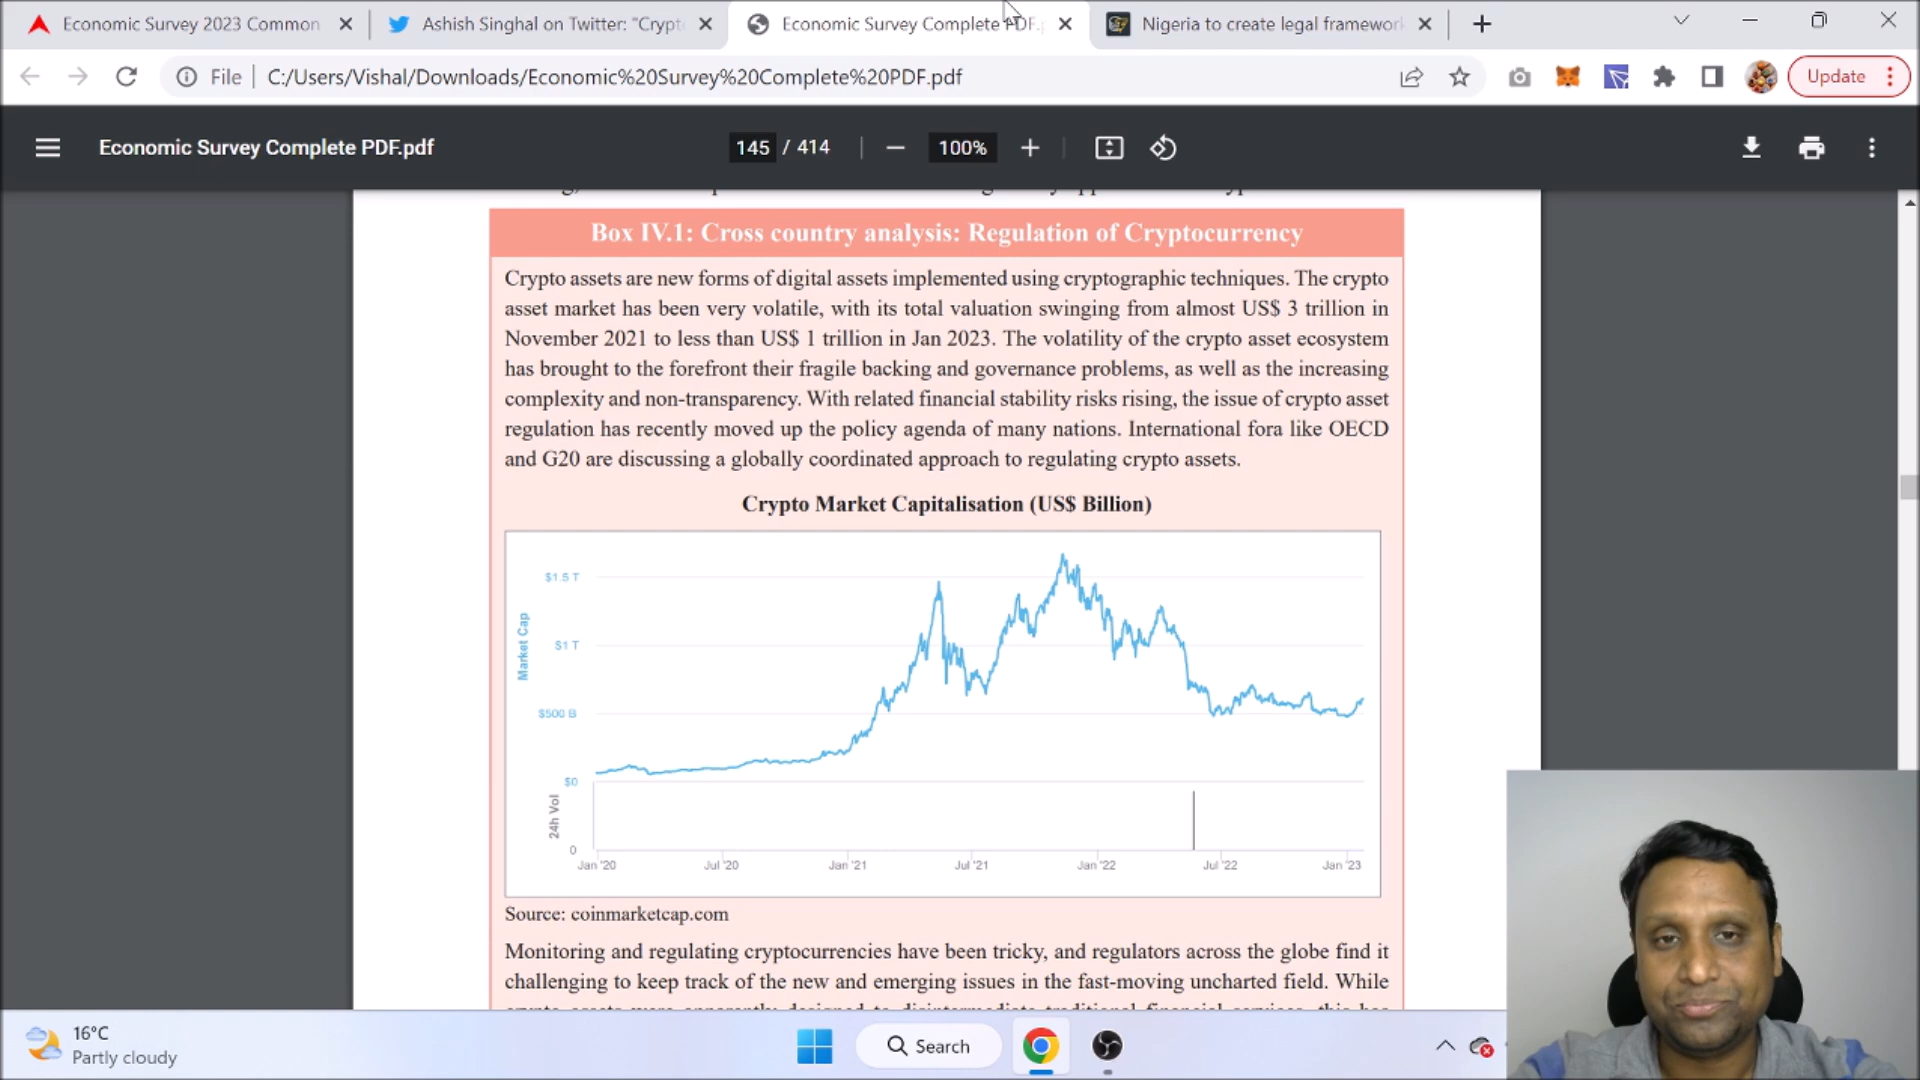 Economic Survey 2023 Common
Ashish Singhal on Twitter: "Crypt
Economic Survey Complete PDF.p
Nigeria to create legal framework
File
C:/Users/Vishal/Downloads/Economic%20Survey%20Complete%20PDF.pdf
Update
Economic Survey Complete PDF.pdf
145 / 414
100%
Box IV.1: Cross country analysis: Regulation of Cryptocurrency
Crypto assets are new forms of digital assets implemented using cryptographic techniques. The crypto
asset market has been very volatile, with its total valuation swinging from almost US$ 3 trillion in
November 2021 to less than US$ 1 trillion in Jan 2023. The volatility of the crypto asset ecosystem
has brought to the forefront their fragile backing and governance problems, as well as the increasing
complexity and non-transparency. With related financial stability risks rising, the issue of crypto asset
regulation has recently moved up the policy agenda of many nations. International fora like OECD
and G20 are discussing a globally coordinated approach to regulating crypto assets.
Crypto Market Capitalisation (US$ Billion)
Market Cap
$1.5 T
$1 T
$500 B
$0
24h Vol
0
Jan '20
Jul '20
Jan '21
Jul '21
Jan '22
Jul '22
Jan '23
Source: coinmarketcap.com
Monitoring and regulating cryptocurrencies have been tricky, and regulators across the globe find it
challenging to keep track of the new and emerging issues in the fast-moving uncharted field. While
16°C
Partly cloudy
Search